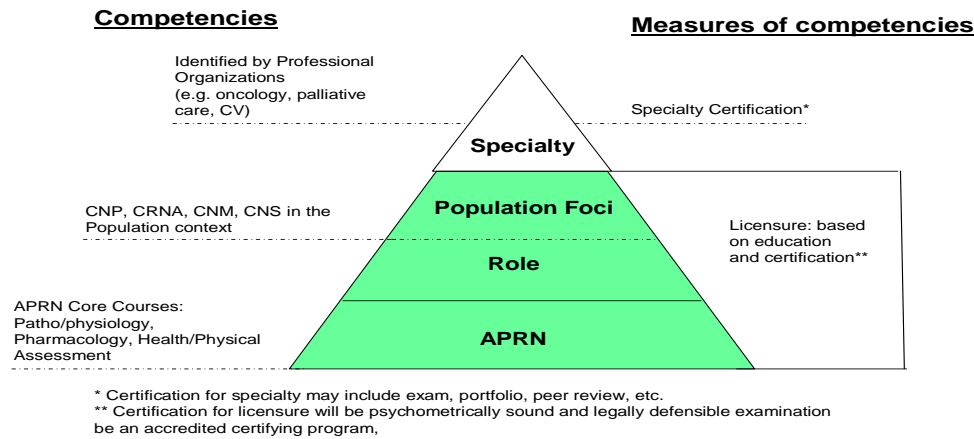 Competencies
Measures of competencies
Identified by Professional
Organizations
(e.g. oncology, palliative
care, CV)
Specialty Certification*
Specialty
CNP, CRNA, CNM, CNS in the
Population context
Population Foci
Licensure: based
on education
and certification**
Role
APRN Core Courses:
Patho/physiology,
Pharmacology, Health/Physical
Assessment
APRN
* Certification for specialty may include exam, portfolio, peer review, etc.
** Certification for licensure will be psychometrically sound and legally defensible examination
be an accredited certifying program,